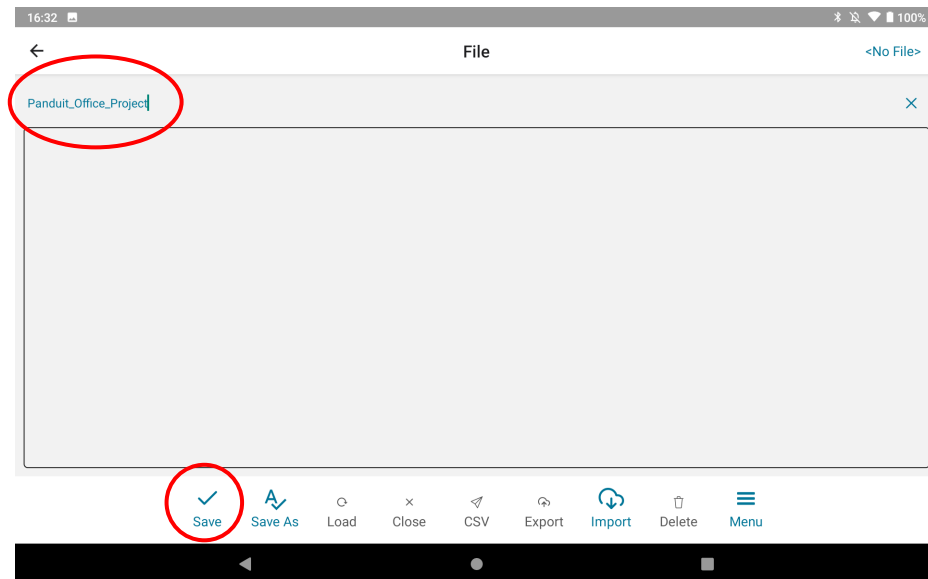 16:32 100%
File <No File>
Panduit_Office_Project
Save Save As Load Close CSV Export Import Delete Menu